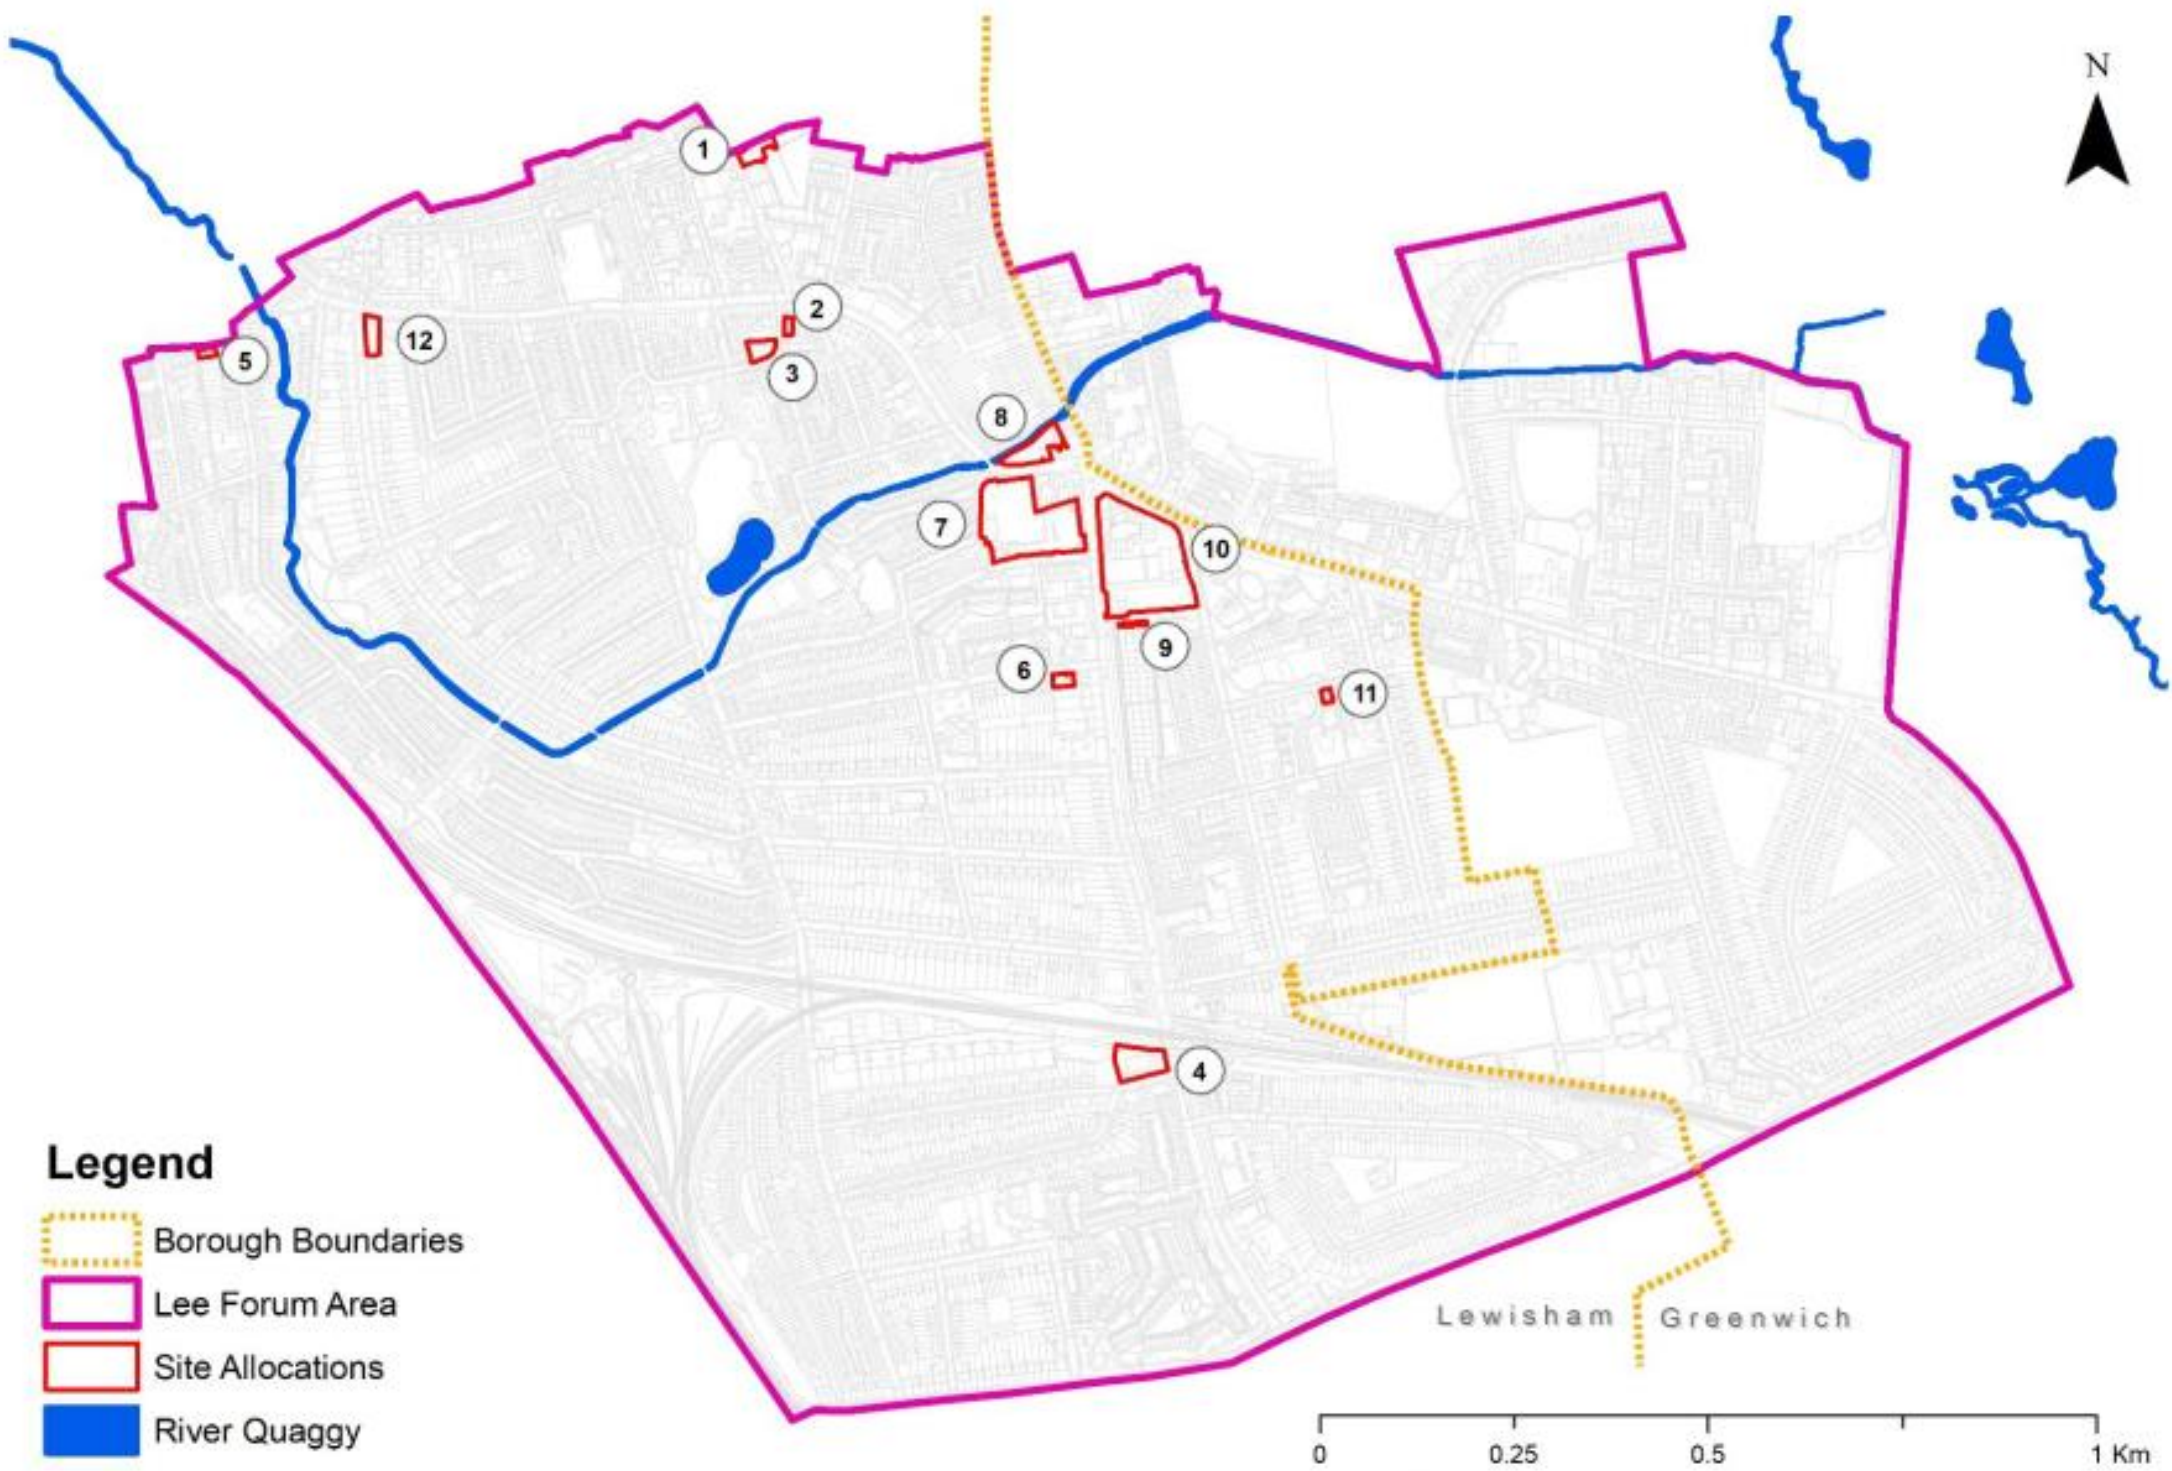 N
1
2
12
3
5
8
7
10
9
6
11
4
Legend
Borough Boundaries
Lee Forum Area
Site Allocations
River Quaggy
Lewisham Greenwich
0 0.25 0.5 1 Km